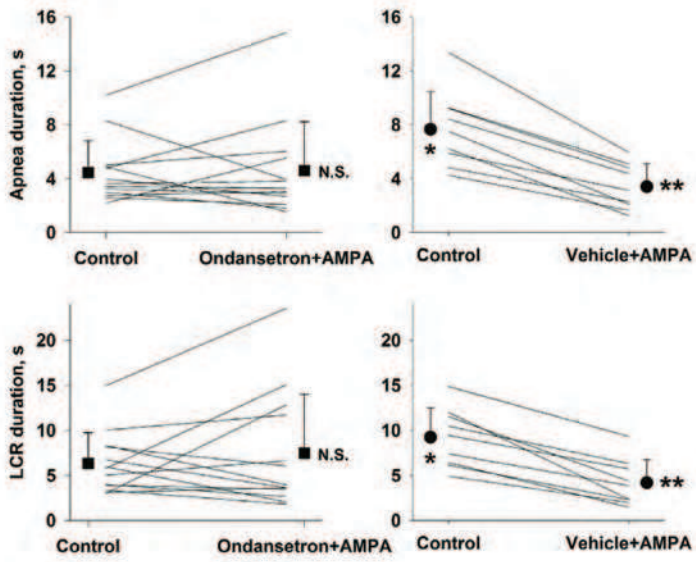 Apnea duration, s
16
12
8
4
0
N.S.
Control
Ondansetron+AMPA
16
12
8
4
0
*
**
Control
Vehicle+AMPA
LCR duration, s
20
15
10
5
0
N.S.
Control
Ondansetron+AMPA
20
15
10
5
0
*
**
Control
Vehicle+AMPA